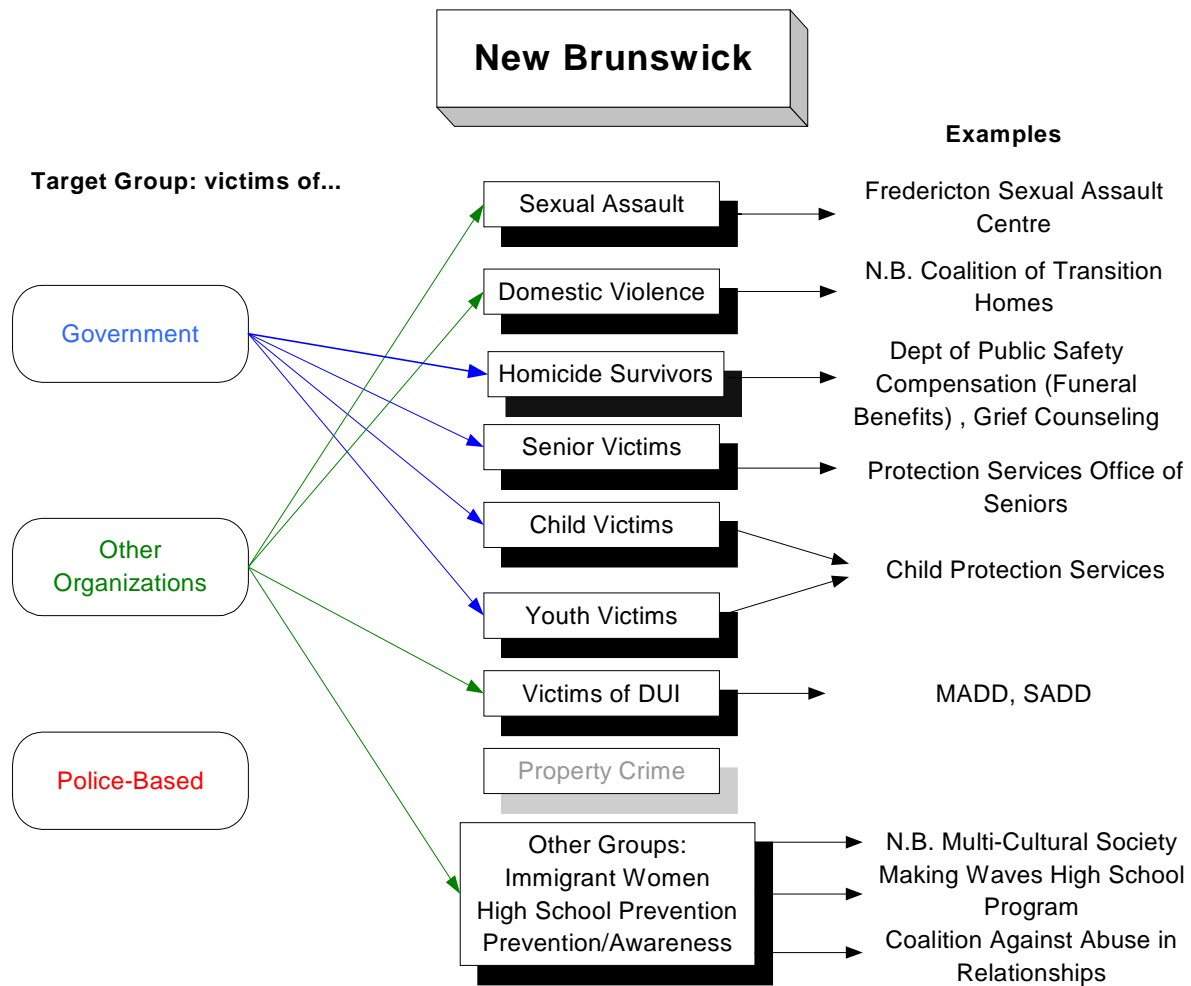 New Brunswick
Examples
Target Group: victims of...
Government
Other
Organizations
Police-Based
Sexual Assault
Domestic Violence
Homicide Survivors
Senior Victims
Child Victims
Youth Victims
Victims of DUI
Property Crime
Other Groups:
Immigrant Women
High School Prevention
Prevention/Awareness
Fredericton Sexual Assault
Centre
N.B. Coalition of Transition
Homes
Dept of Public Safety
Compensation (Funeral
Benefits) , Grief Counseling
Protection Services Office of
Seniors
Child Protection Services
MADD, SADD
N.B. Multi-Cultural Society
Making Waves High School
Program
Coalition Against Abuse in
Relationships